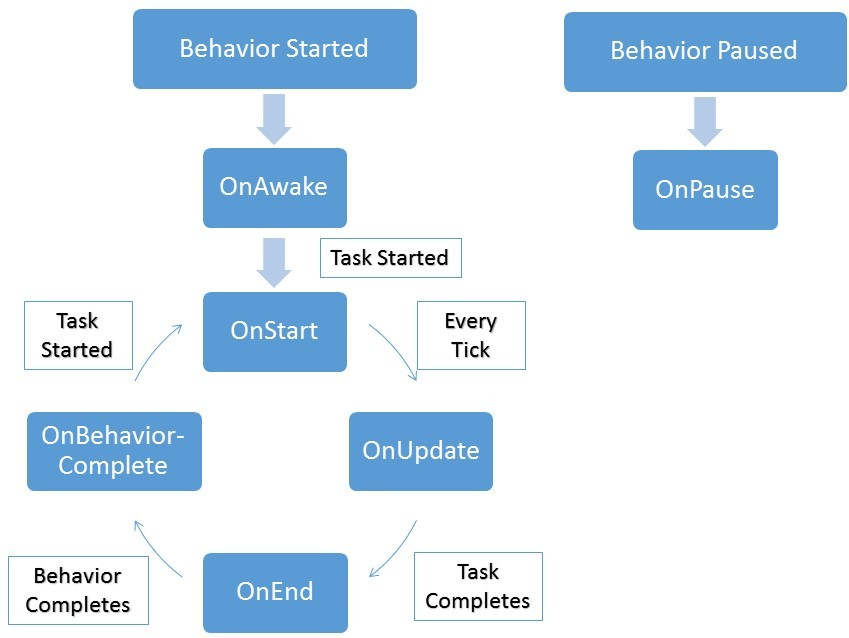 Behavior Started
Behavior Paused
OnAwake
OnPause
Task Started
OnStart
Task
Started
Every
Tick
OnBehavior-
Complete
OnUpdate
Behavior
Completes
OnEnd
Task
Completes